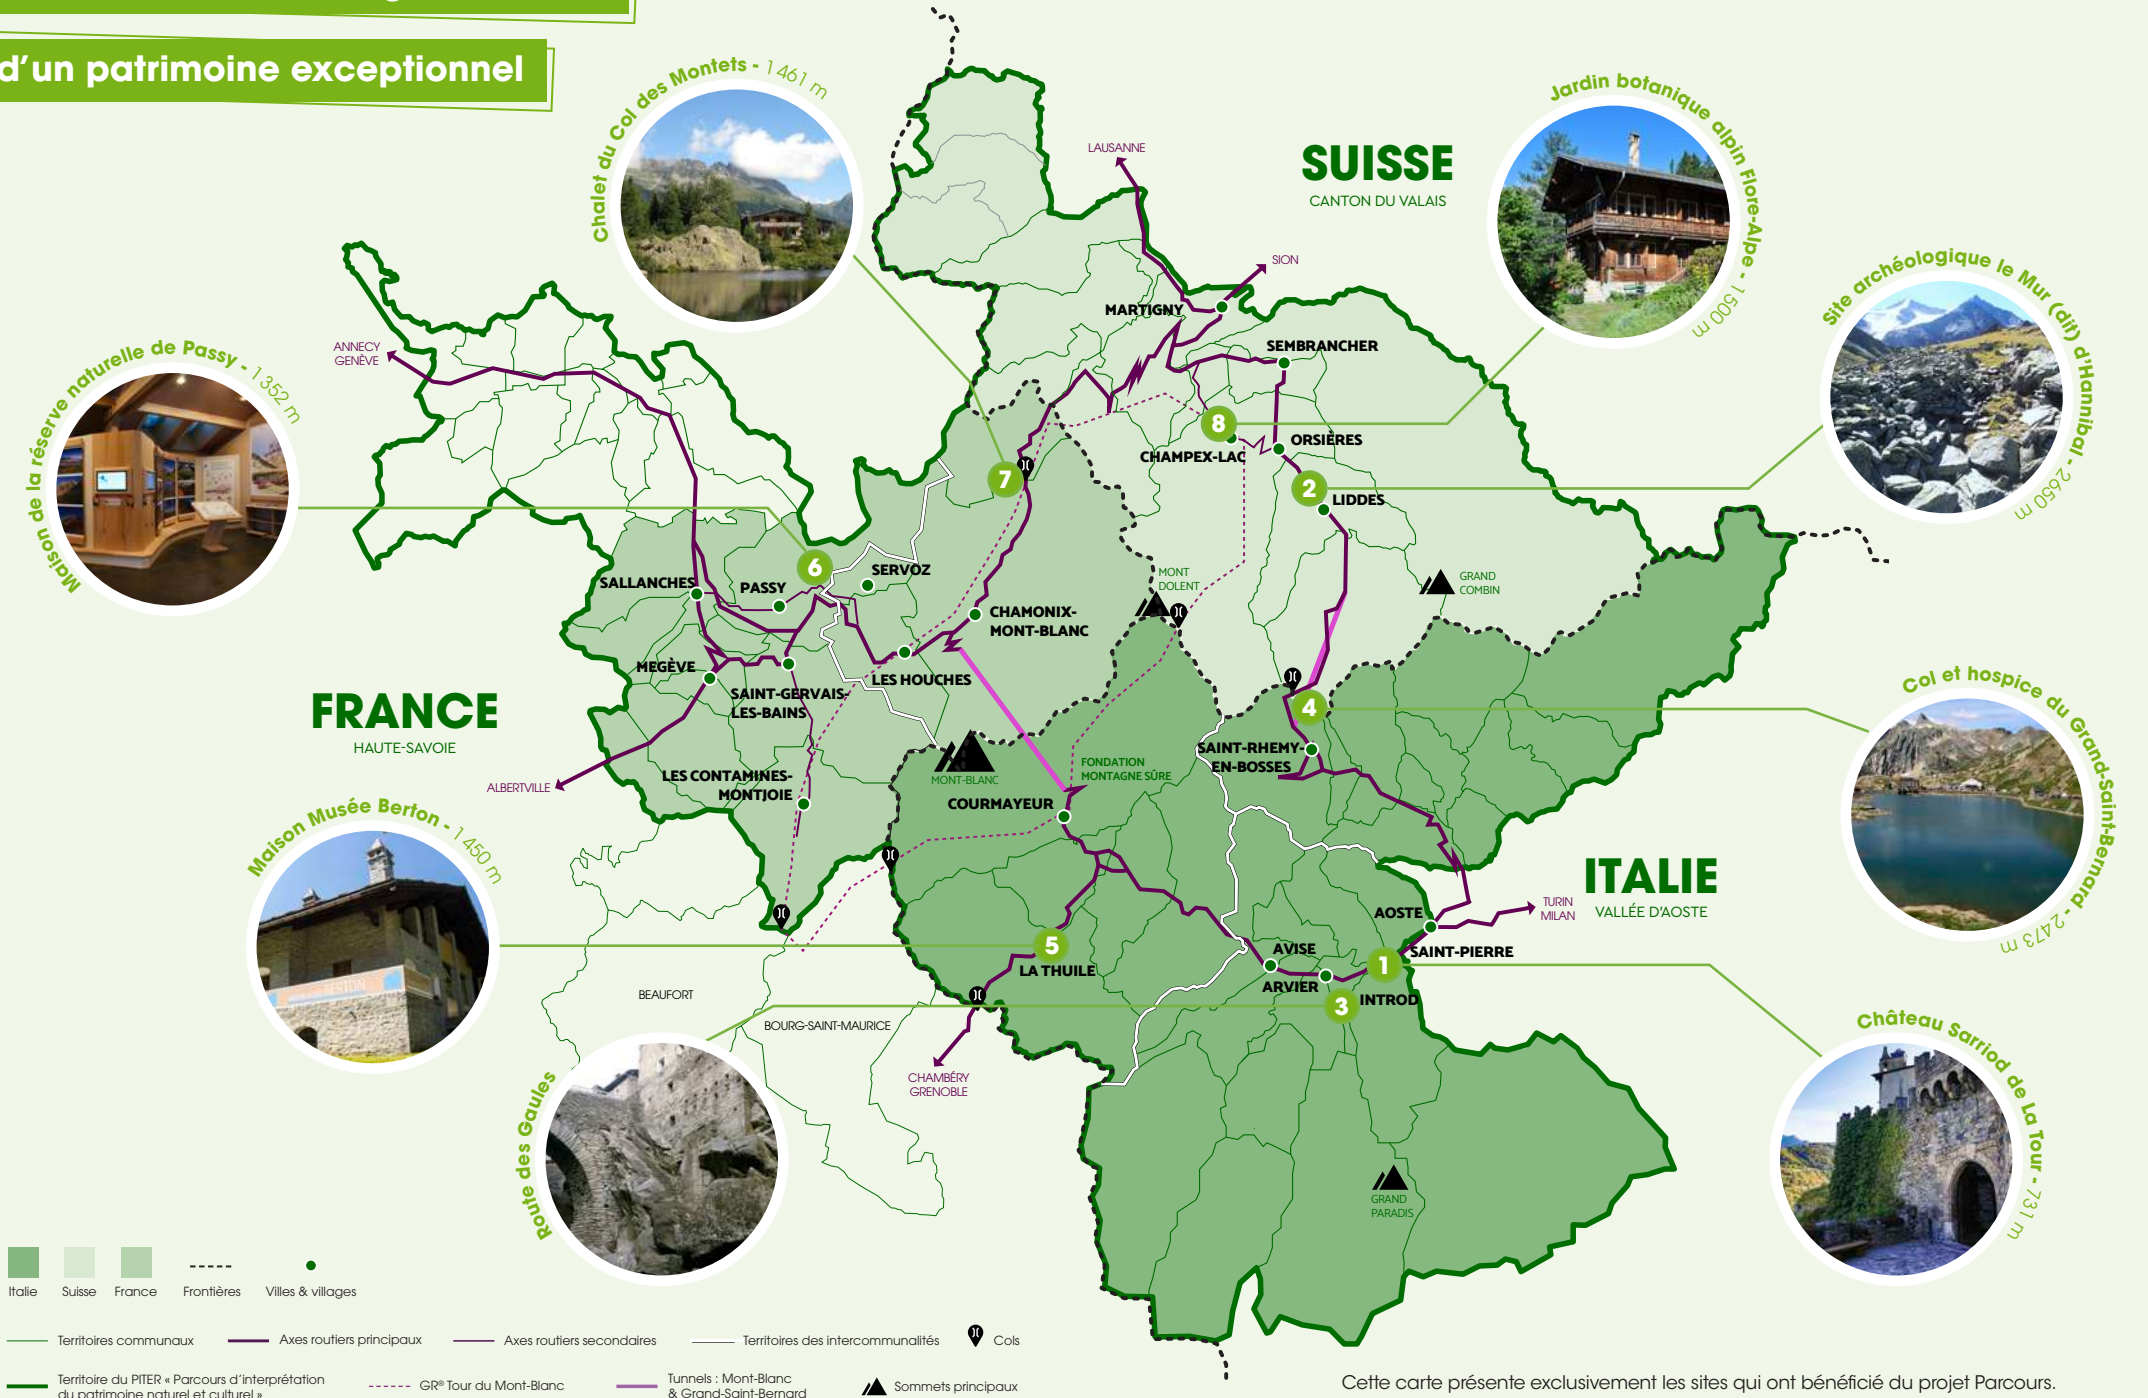 d'un patrimoine exceptionnel
Chalet du Col des Montets - 1 461 m
Jardin botanique alpin Flore-Alpe - 1 500 m
Site archéologique le Mur (dit) d'Hannibal - 2650 m
Maison de la réserve naturelle de Passy - 1 352 m
Col et hospice du Grand-Saint-Bernard - 2 473 m
Maison Musée Berton - 1 450 m
Route des Gaules
Château Sarriod de La Tour - 731 m
SUISSE
CANTON DU VALAIS
LAUSANNE
SION
MARTIGNY
SEMBRANCHER
ANNECY
GENÈVE
8
ORSIÈRES
CHAMPEX-LAC
7
2
LIDDES
6
SERVOZ
SALLANCHES
PASSY
MONT
DOLENT
GRAND
COMBIN
CHAMONIX-
MONT-BLANC
MEGÈVE
LES HOUCHES
SAINT-GERVAIS-
LES-BAINS
FRANCE
HAUTE-SAVOIE
4
SAINT-RHEMY-
EN-BOSSES
LES CONTAMINES-
MONTJOIE
MONT-BLANC
FONDATION
MONTAGNE SÛRE
ALBERTVILLE
COURMAYEUR
ITALIE
VALLÉE D'AOSTE
AOSTE
TURIN
MILAN
5
LA THUILE
AVISE
ARVIER
1
SAINT-PIERRE
3
INTROD
BEAUFORT
BOURG-SAINT-MAURICE
CHAMBÉRY
GRENOBLE
BERTON
GRAND
PARADIS
Italie
Suisse
France
Frontières
Villes & villages
Territoires communaux
Axes routiers principaux
Axes routiers secondaires
Territoires des intercommunalités
Cols
Territoire du PITER « Parcours d'interprétation
du patrimoine naturel et culturel »
GR® Tour du Mont-Blanc
Tunnels : Mont-Blanc
& Grand-Saint-Bernard
Sommets principaux
Cette carte présente exclusivement les sites qui ont bénéficié du projet Parcours.